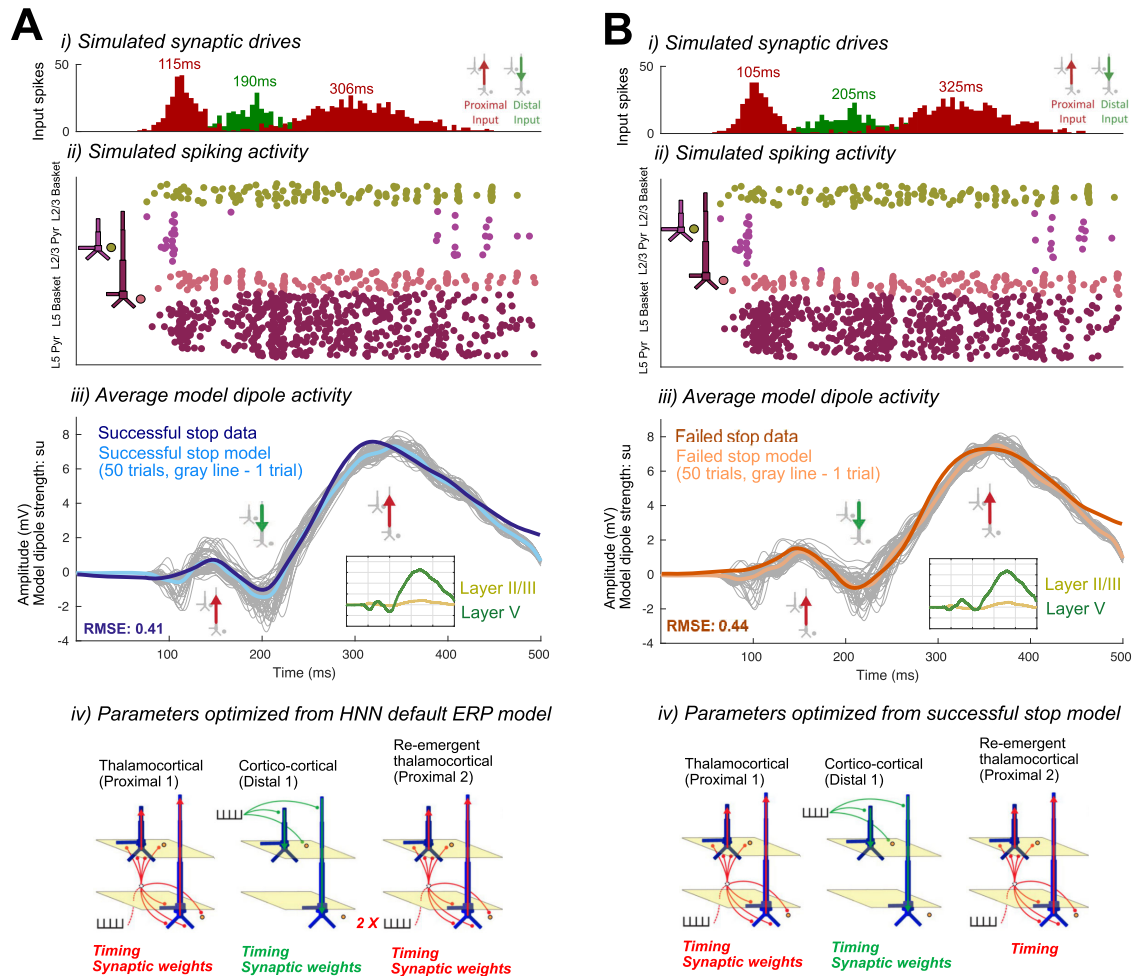 A
i) Simulated synaptic drives
50
0
Input spikes
115ms
190ms
306ms
Proximal
Input
Distal
Input
ii) Simulated spiking activity
L2/3 Basket
L2/3 Pyr
L5 Basket
L5 Pyr
iii) Average model dipole activity
Successful stop data
Successful stop model
(50 trials, gray line - 1 trial)
8
6
4
2
0
-2
-4
Amplitude (mV)
Model dipole strength: su
Layer II/III
Layer V
RMSE: 0.41
100
200
300
400
500
Time (ms)
iv) Parameters optimized from HNN default ERP model
Thalamocortical
(Proximal 1)
Cortico-cortical
(Distal 1)
Re-emergent
thalamocortical
(Proximal 2)
2 X
Timing
Synaptic weights
Timing
Synaptic weights
Timing
Synaptic weights
B
i) Simulated synaptic drives
50
0
Input spikes
105ms
205ms
325ms
Proximal
Input
Distal
Input
ii) Simulated spiking activity
L2/3 Basket
L2/3 Pyr
L5 Basket
L5 Pyr
iii) Average model dipole activity
Failed stop data
Failed stop model
(50 trials, gray line - 1 trial)
8
6
4
2
0
-2
-4
Amplitude (mV)
Model dipole strength: su
Layer II/III
Layer V
RMSE: 0.44
100
200
300
400
500
Time (ms)
iv) Parameters optimized from successful stop model
Thalamocortical
(Proximal 1)
Cortico-cortical
(Distal 1)
Re-emergent
thalamocortical
(Proximal 2)
Timing
Synaptic weights
Timing
Synaptic weights
Timing